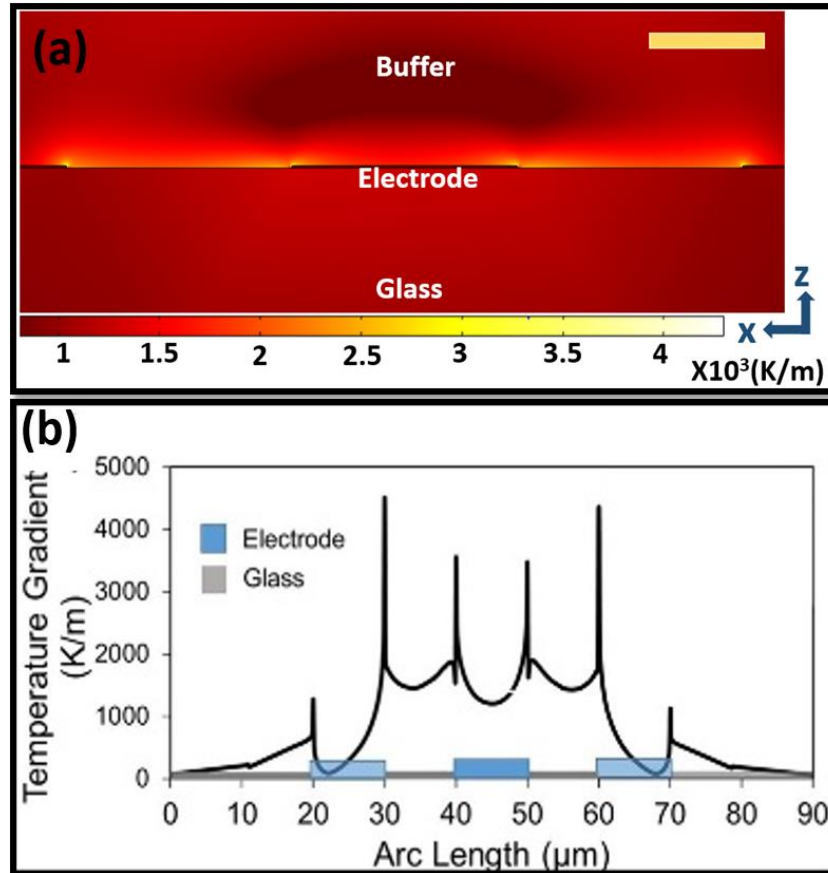 (a)
Buffer
Electrode
Glass
z
x
1 1.5 2 2.5 3 3.5 4
X10³(K/m)
(b)
Temperature Gradient
(K/m)
5000
4000
3000
2000
1000
0
Electrode
Glass
0 10 20 30 40 50 60 70 80 90
Arc Length (µm)